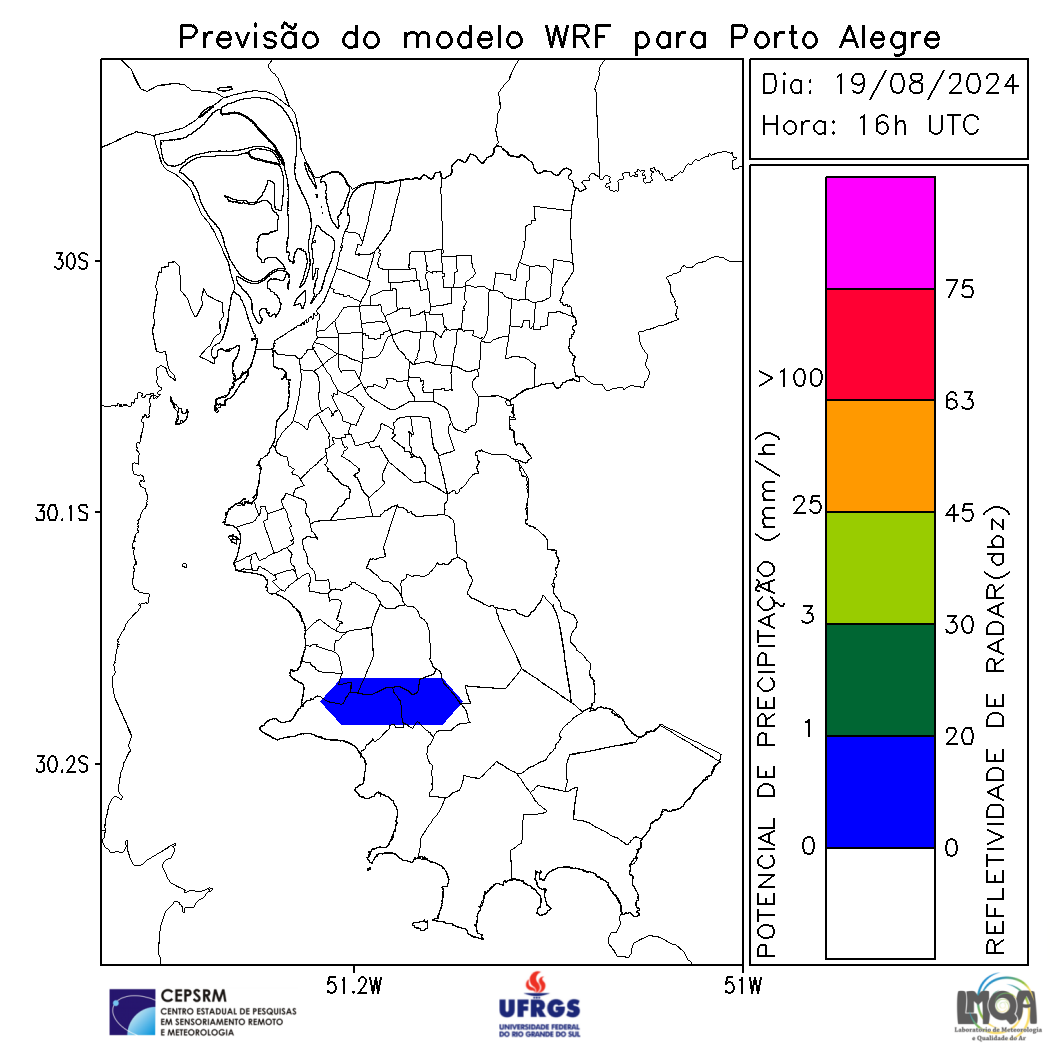 Previsão do modelo WRF para Porto Alegre
Dia: 19/08/2024
Hora: 16h UTC
30S
30.1S
30.2S
51.2W
51W
POTENCIAL DE PRECIPITAÇÃO (mm/h)
>100
25
3
1
0
75
63
45
30
20
0
REFLETIVIDADE DE RADAR(dbz)
CEPSRM
CENTRO ESTADUAL DE PESQUISAS
EM SENSORIAMENTO REMOTO
E METEOROLOGIA
UFRGS
UNIVERSIDADE FEDERAL
DO RIO GRANDE DO SUL
LMQA
Laboratório de Meteorologia
e Qualidade do Ar